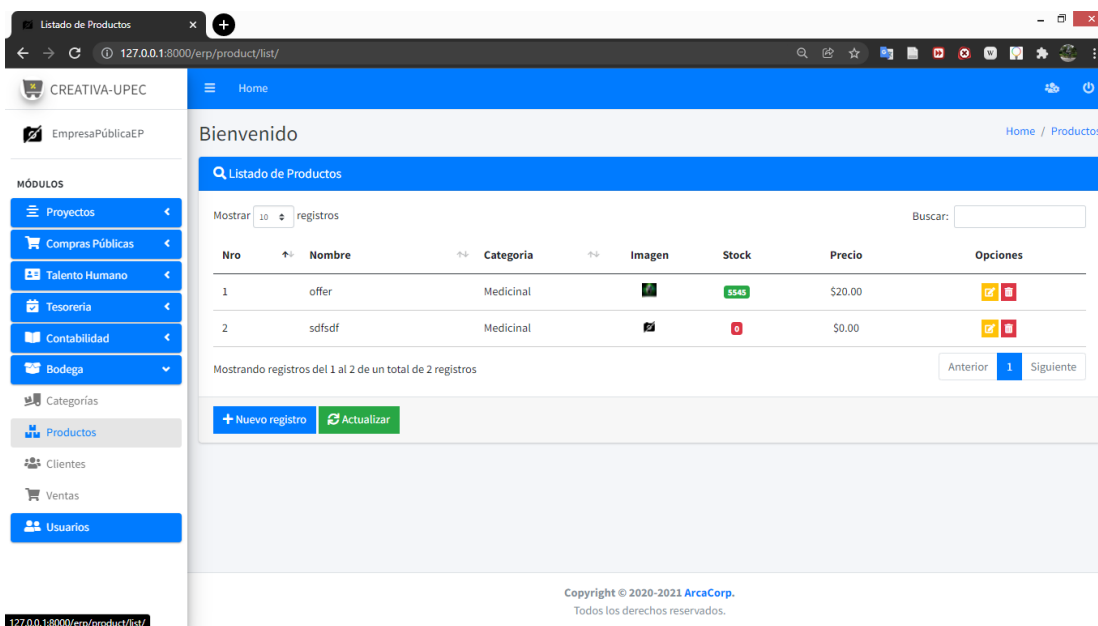 Listado de Productos
127.0.0.1:8000/erp/product/list/
CREATIVA-UPEC
Home
EmpresaPúblicaEP
Bienvenido
Home / Productos
Listado de Productos
MÓDULOS
Proyectos
Compras Públicas
Talento Humano
Tesoreria
Contabilidad
Bodega
Categorías
Productos
Clientes
Ventas
Usuarios
Mostrar 10 registros
Buscar:
Nro Nombre Categoria Imagen Stock Precio Opciones
1 offer Medicinal 5545 $20.00
2 sdfsdf Medicinal 0 $0.00
Mostrando registros del 1 al 2 de un total de 2 registros
Anterior 1 Siguiente
Nuevo registro Actualizar
Copyright © 2020-2021 ArcaCorp.
Todos los derechos reservados.
127.0.0.1:8000/erp/product/list/